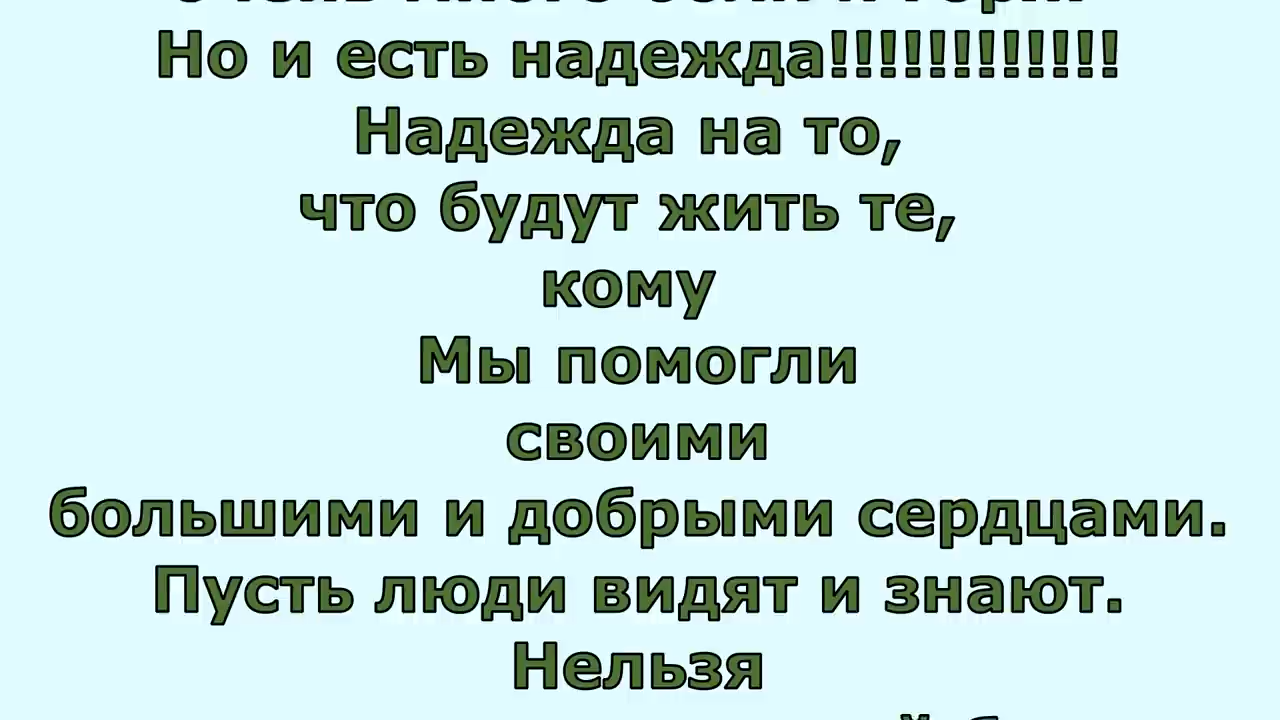 Но и есть надежда!!!!!!!!!!!!
Надежда на то,
что будут жить те,
кому
Мы помогли
своими
большими и добрыми сердцами.
Пусть люди видят и знают.
Нельзя